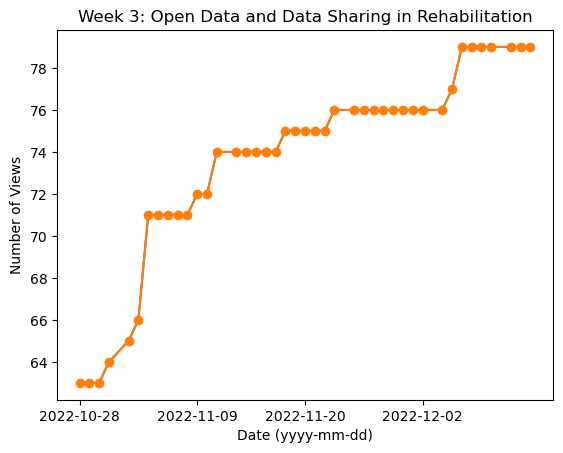 Week 3: Open Data and Data Sharing in Rehabilitation
Number of Views
78
76
74
72
70
68
66
64
2022-10-28 2022-11-09 2022-11-20 2022-12-02
Date (yyyy-mm-dd)